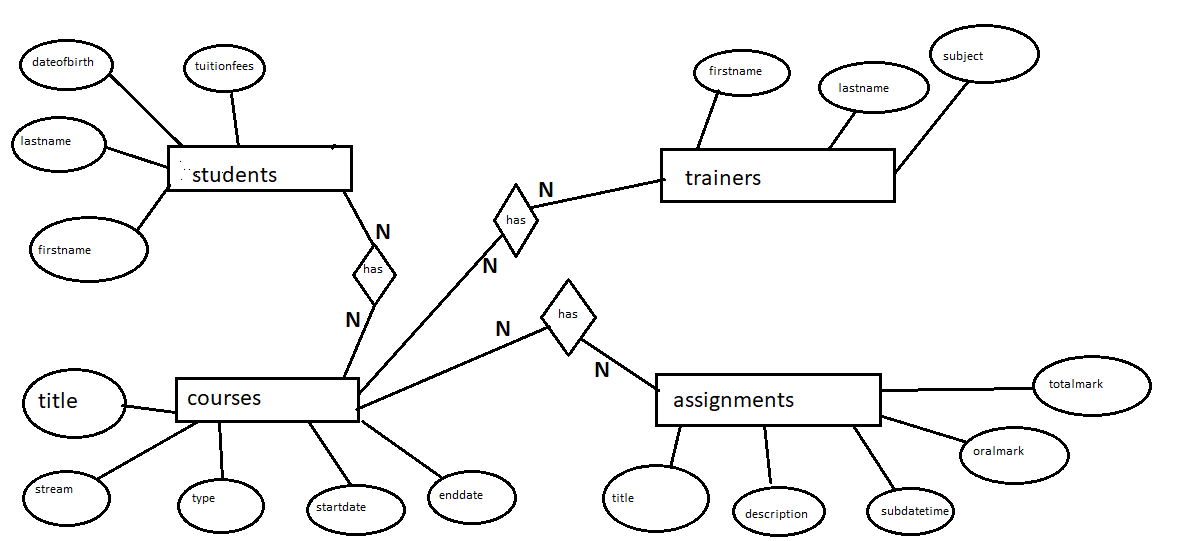 dateofbirth
tuitionfees
lastname
firstname
students
N
has
N
firstname
lastname
subject
trainers
N
has
N
N
has
N
title
courses
stream
type
startdate
enddate
assignments
totalmark
oralmark
title
description
subdatetime